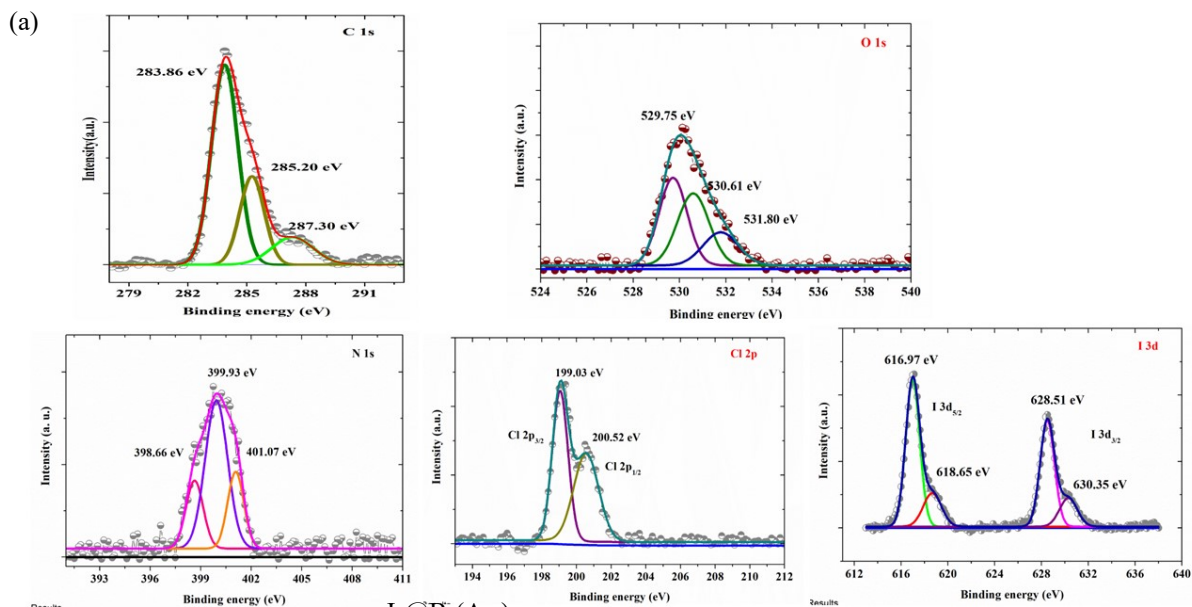 (a)
C 1s
283.86 eV
285.20 eV
287.30 eV
Intensity(a.u.)
279 282 285 288 291
Binding energy (eV)
O 1s
529.75 eV
530.61 eV
531.80 eV
Intensity (a.u.)
524 526 528 530 532 534 536 538 540
Binding energy (eV)
N 1s
399.93 eV
398.66 eV
401.07 eV
Intensity (a. u.)
393 396 399 402 405 408 411
Binding energy (eV)
Cl 2p
199.03 eV
Cl 2p3/2
200.52 eV
Cl 2p1/2
Intensity (a. u.)
194 196 198 200 202 204 206 208 210 212
Binding energy (eV)
I 3d
616.97 eV
I 3d5/2
628.51 eV
I 3d3/2
618.65 eV
630.35 eV
Intensity (a.u.)
612 616 620 624 628 632 636 640
Binding energy (eV)